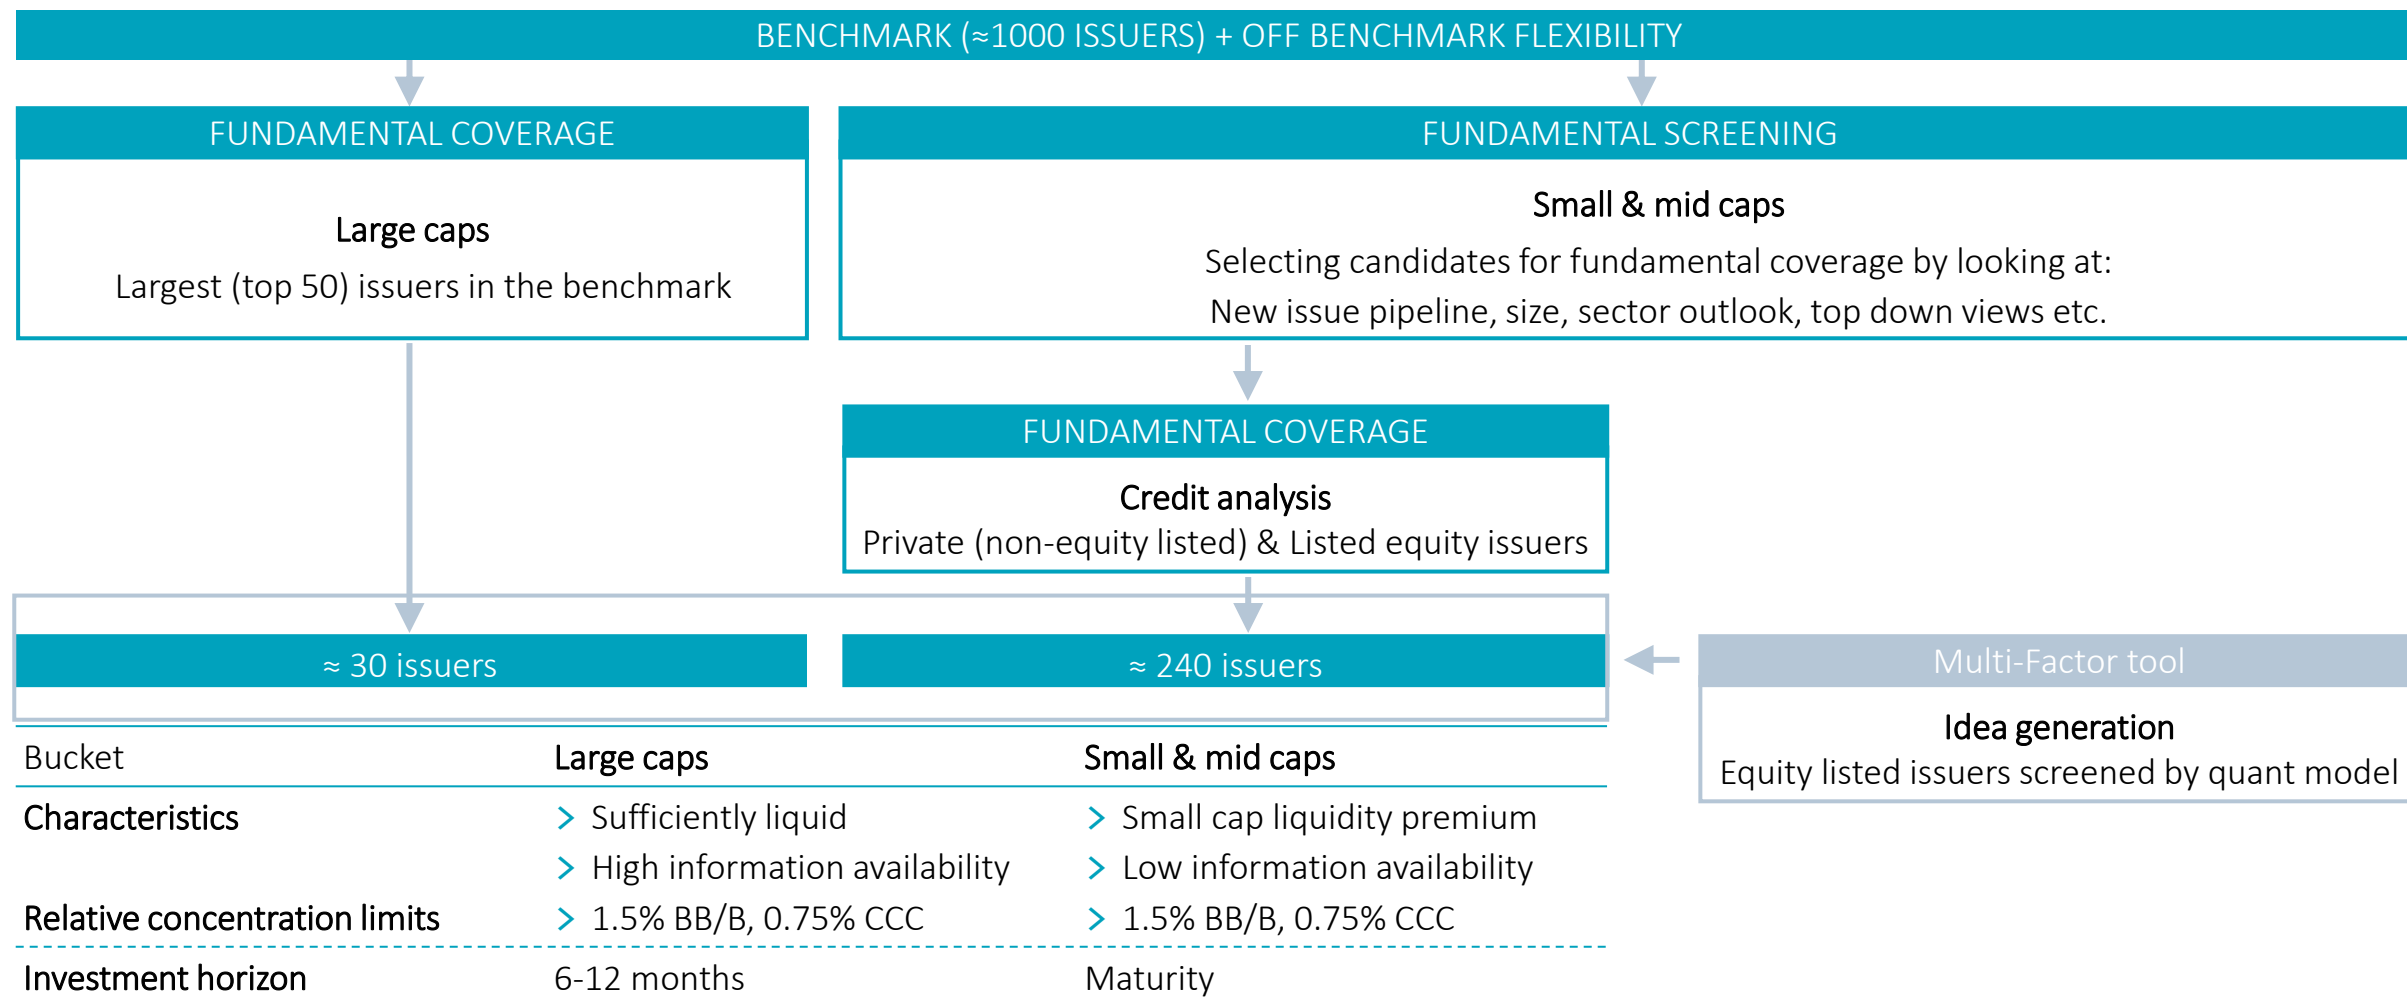 BENCHMARK (≈1000 ISSUERS) + OFF BENCHMARK FLEXIBILITY
FUNDAMENTAL COVERAGE
Large caps
Largest (top 50) issuers in the benchmark
FUNDAMENTAL SCREENING
Small & mid caps
Selecting candidates for fundamental coverage by looking at:
New issue pipeline, size, sector outlook, top down views etc.
FUNDAMENTAL COVERAGE
Credit analysis
Private (non-equity listed) & Listed equity issuers
≈ 30 issuers
≈ 240 issuers
Multi-Factor tool
Idea generation
Equity listed issuers screened by quant model
Bucket Large caps Small & mid caps
Characteristics > Sufficiently liquid > Small cap liquidity premium
> High information availability > Low information availability
Relative concentration limits > 1.5% BB/B, 0.75% CCC > 1.5% BB/B, 0.75% CCC
Investment horizon 6-12 months Maturity